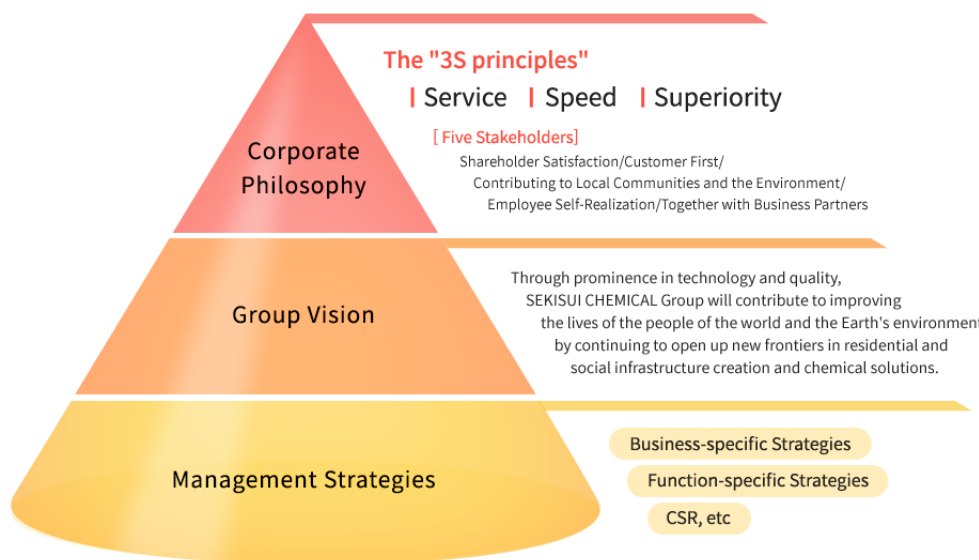 The "3S principles"
Service Speed Superiority
[ Five Stakeholders]
Shareholder Satisfaction/Customer First/
Contributing to Local Communities and the Environment/
Employee Self-Realization/Together with Business Partners
Corporate
Philosophy
Group Vision
Through prominence in technology and quality,
SEKISUI CHEMICAL Group will contribute to improving
the lives of the people of the world and the Earth's environment
by continuing to open up new frontiers in residential and
social infrastructure creation and chemical solutions.
Management Strategies
Business-specific Strategies
Function-specific Strategies
CSR, etc